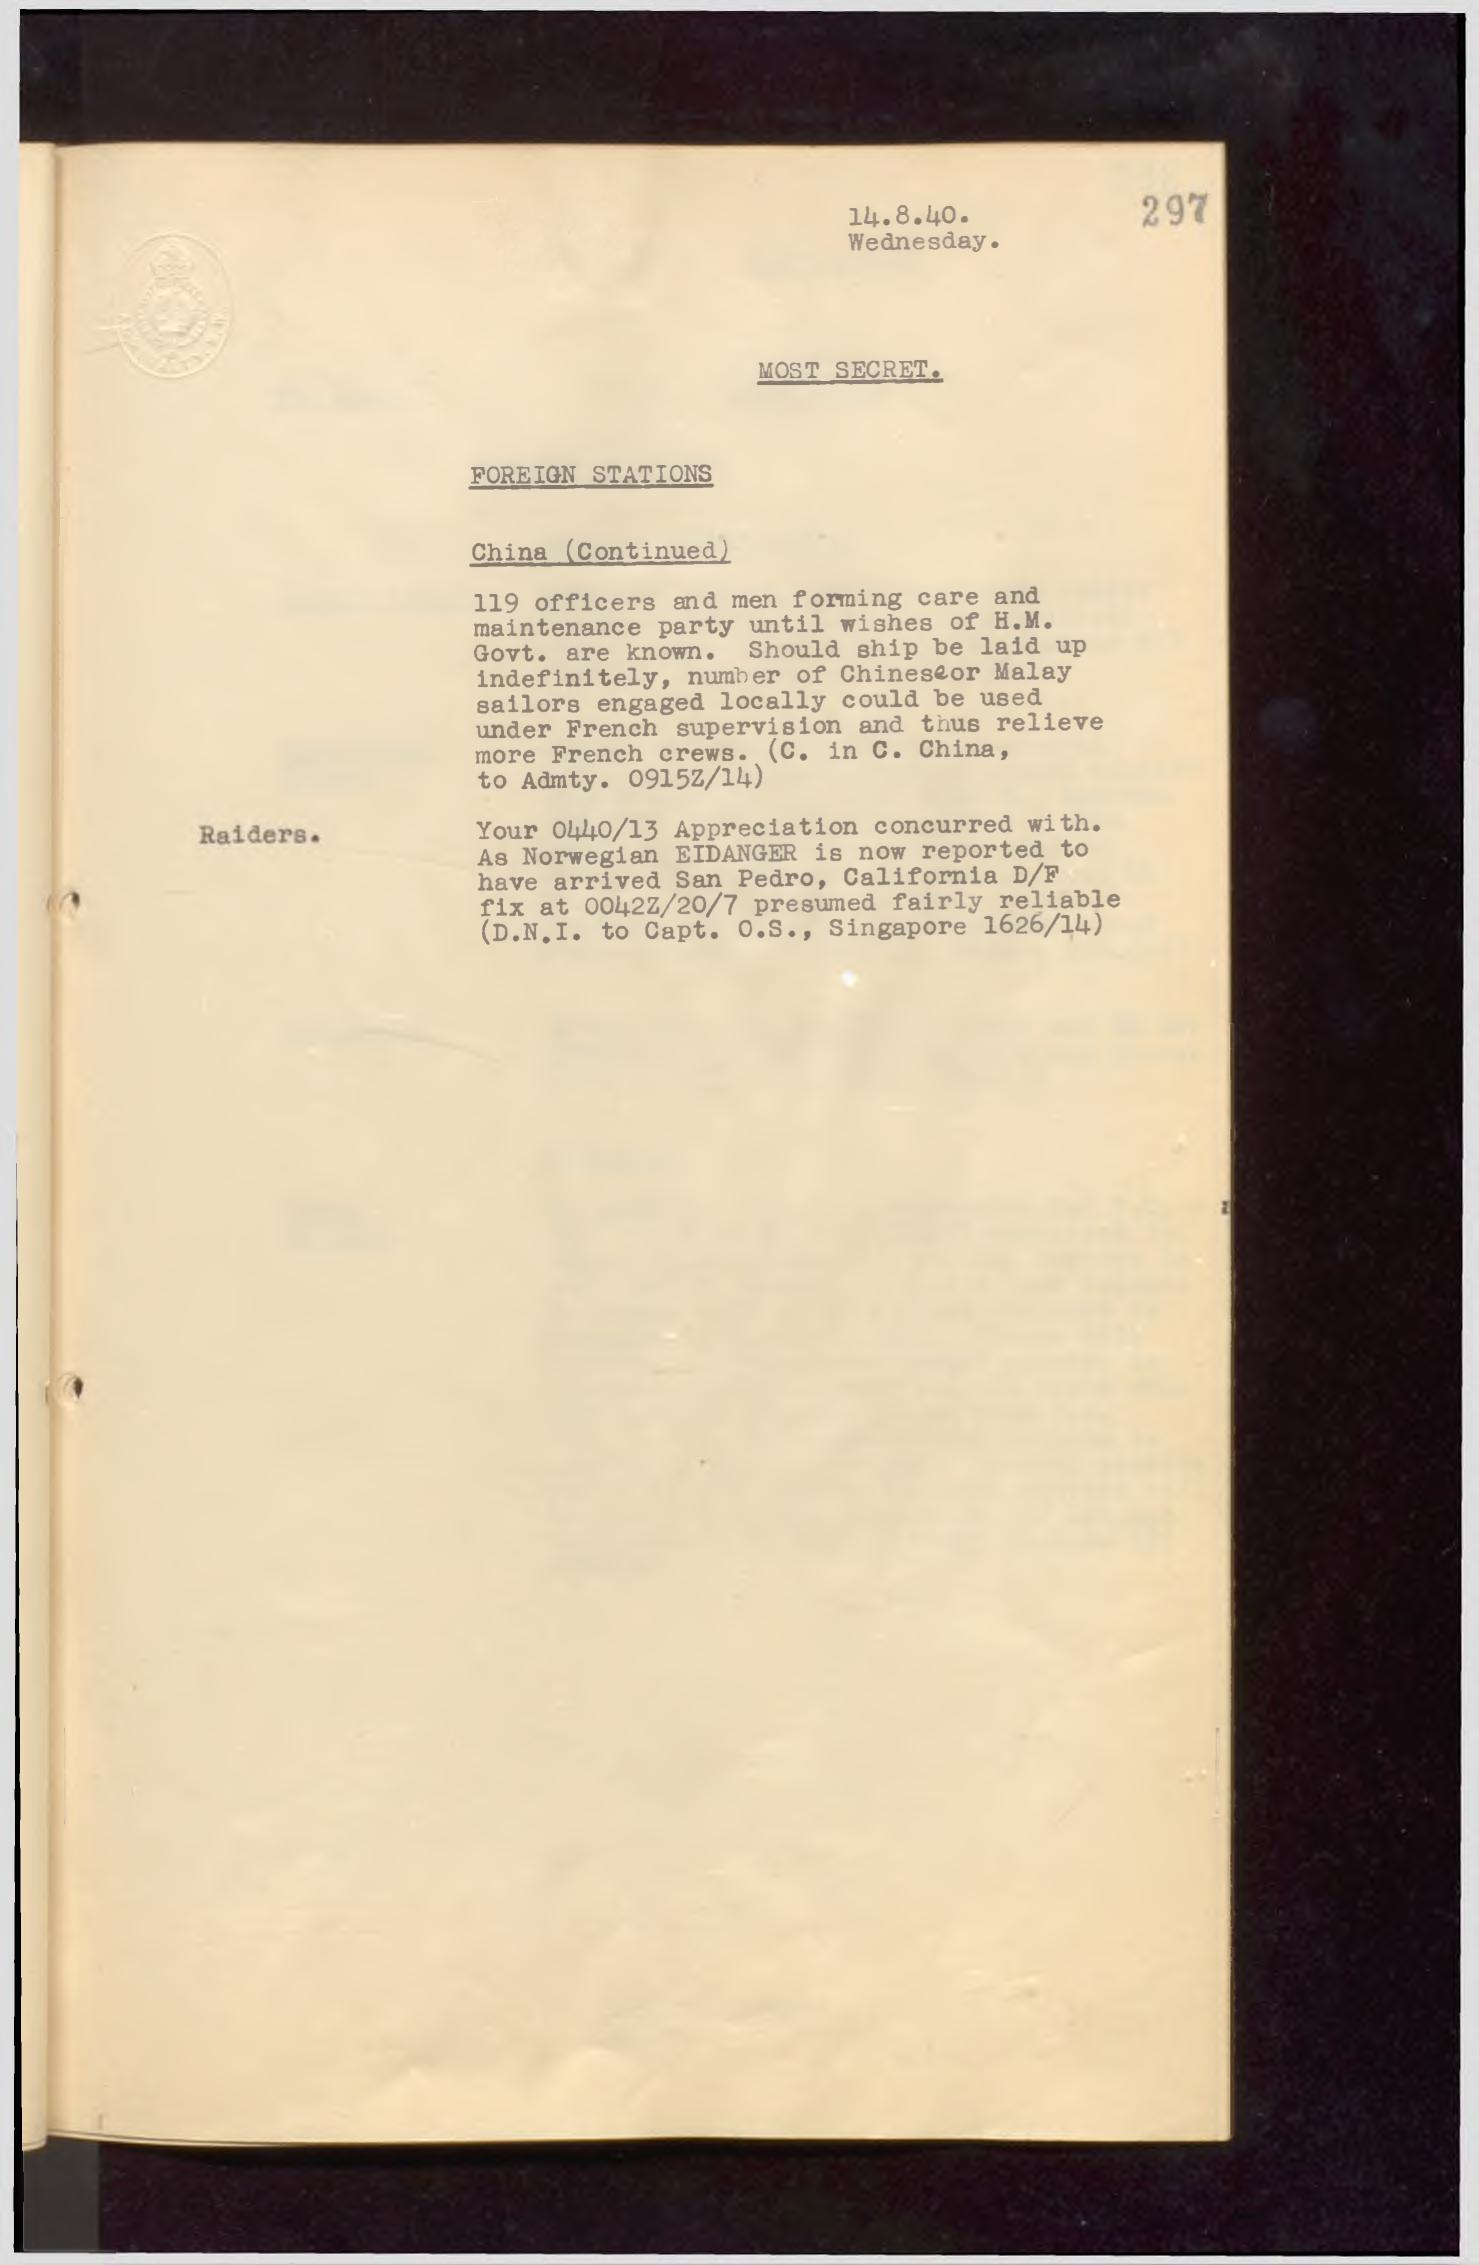 14.8.40.
Wednesday.
297
MOST SECRET.
FOREIGN STATIONS
China (Continued)
119 officers and men forming care and
maintenance party until wishes of H.M.
Govt. are known. Should ship be laid up
indefinitely, number of Chineseor Malay
sailors engaged locally could be used
under French supervision and thus relieve
more French crews. (C. in C. China,
to Admty. 0915Z/14)
Raiders.
Your 0440/13 Appreciation concurred with.
As Norwegian EIDANGER is now reported to
have arrived San Pedro, California D/F
fix at 0042Z/20/7 presumed fairly reliable
(D.N.I. to Capt. O.S., Singapore 1626/14)